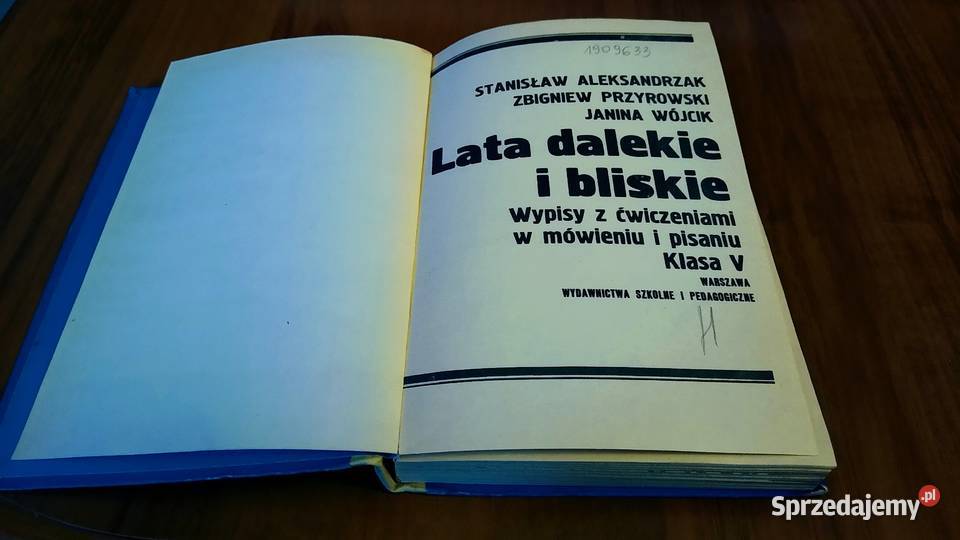 1909633
STANISŁAW ALEKSANDRZAK
ZBIGNIEW PRZYROWSKI
JANINA WÓJCIK
Lata dalekie
i bliskie
Wypisy z ćwiczeniami
w mówieniu i pisaniu
Klasa V
WARSZAWA
WYDAWNICTWA SZKOLNE I PEDAGOGICZNE
H
Sprzedajemy.pl